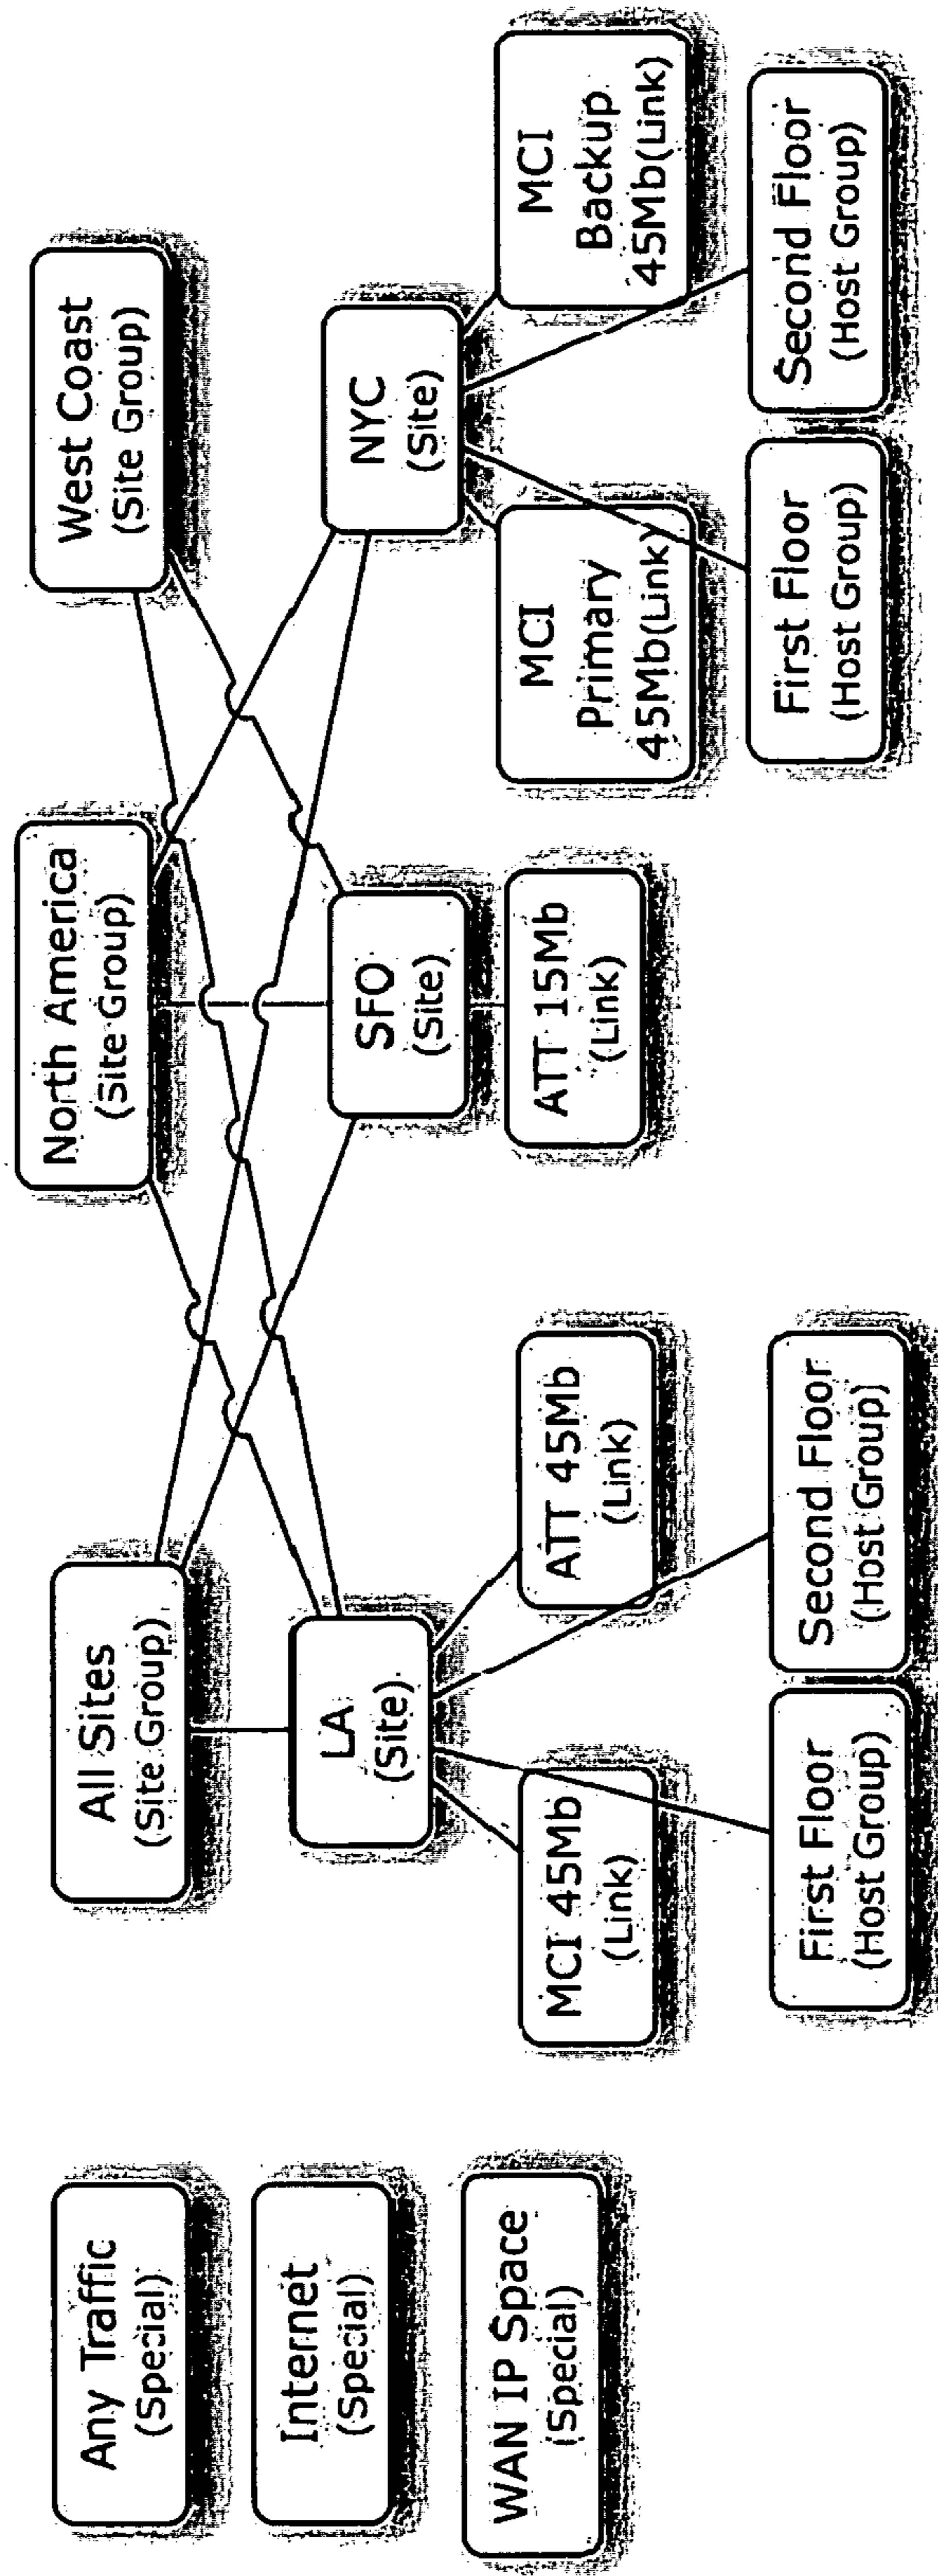 Any Traffic
(Special)
Internet
(Special)
WAN IP Space
(Special)
All Sites
(Site Group)
North America
(Site Group)
West Coast
(Site Group)
LA
(Site)
SFO
(Site)
NYC
(Site)
MCI 45Mb
(Link)
ATT 45Mb
(Link)
ATT 15Mb
(Link)
MCI
Primary
45Mb(Link)
MCI
Backup
45Mb(Link)
First Floor
(Host Group)
Second Floor
(Host Group)
First Floor
(Host Group)
Second Floor
(Host Group)